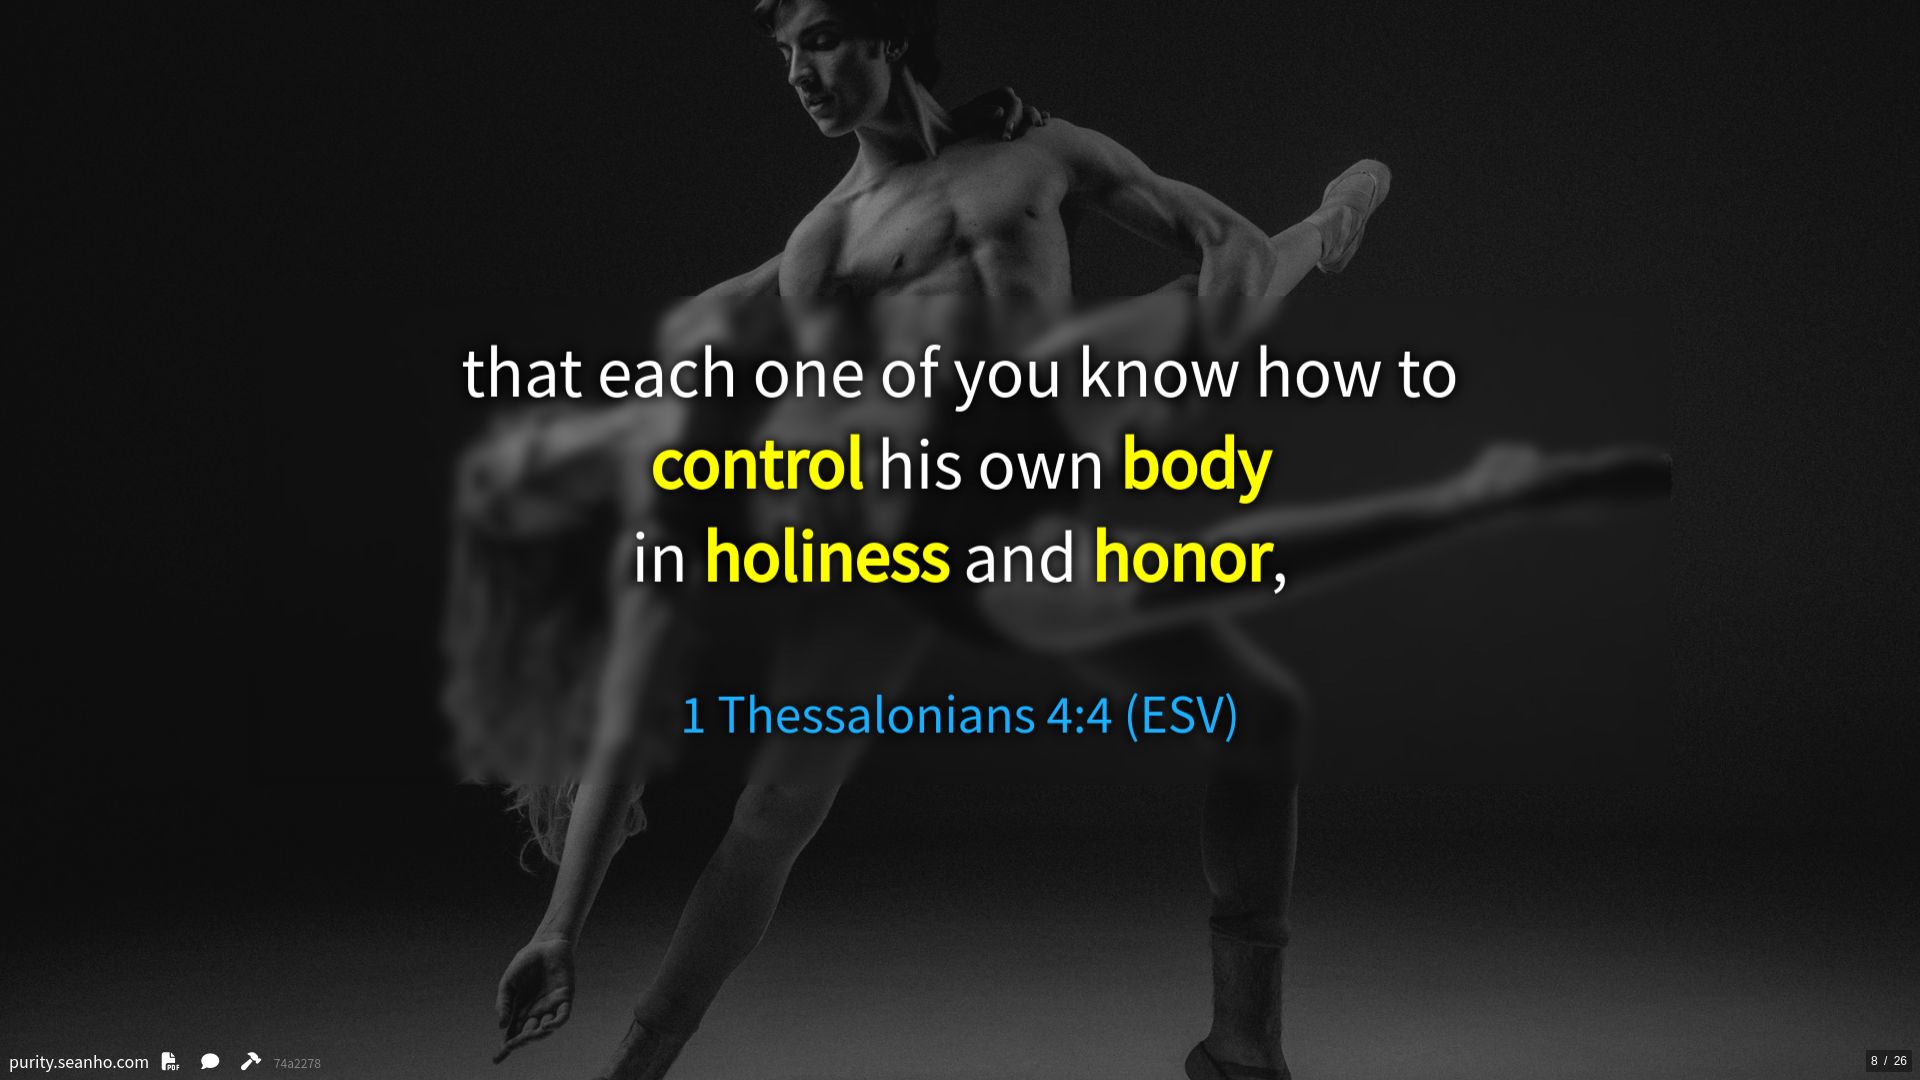 that each one of you know how to
control his own body
in holiness and honor,
1 Thessalonians 4:4 (ESV)
purity.seanho.com PDF 74a2278
8 / 26